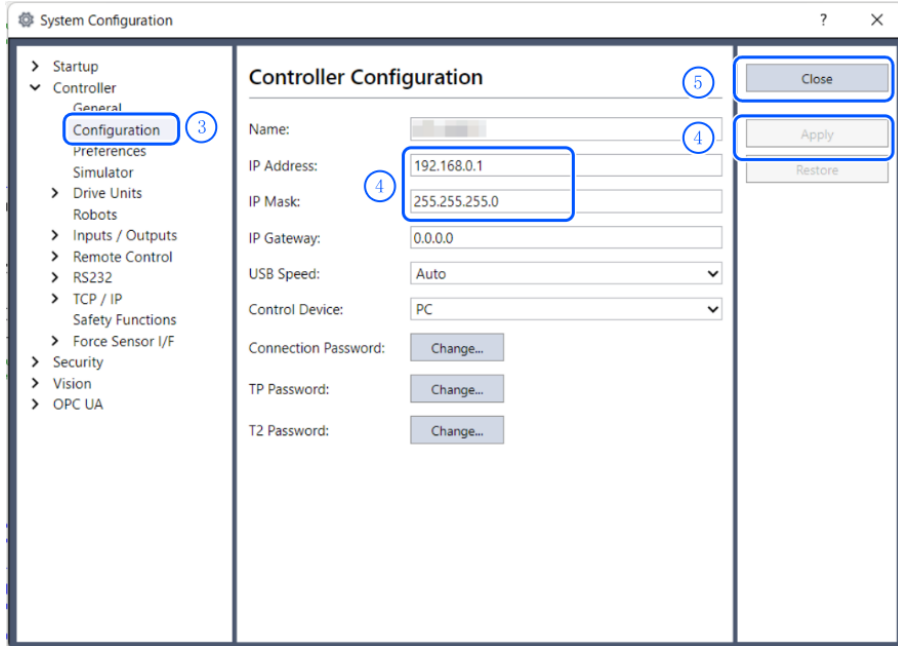 System Configuration
?
Startup
Controller
General
Configuration
3
Preferences
Simulator
Drive Units
Robots
Inputs / Outputs
Remote Control
RS232
TCP / IP
Safety Functions
Force Sensor I/F
Security
Vision
OPC UA
Controller Configuration
Name:
IP Address:
192.168.0.1
4
IP Mask:
255.255.255.0
IP Gateway:
0.0.0.0
USB Speed:
Auto
Control Device:
PC
Connection Password:
Change...
TP Password:
Change...
T2 Password:
Change...
5
Close
4
Apply
Restore